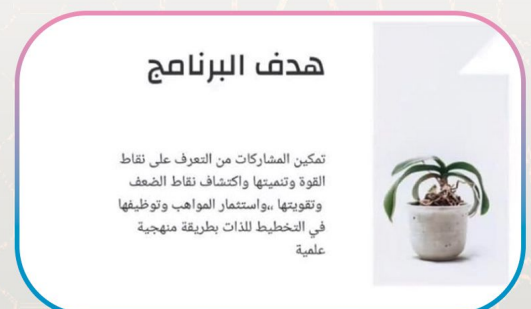 هدف البرنامج
تمكين المشاركات من التعرف على نقاط
القوة وتنميتها واكتشاف نقاط الضعف
وتقويتها ،،واستثمار المواهب وتوظيفها
في التخطيط للذات بطريقة منهجية
علمية